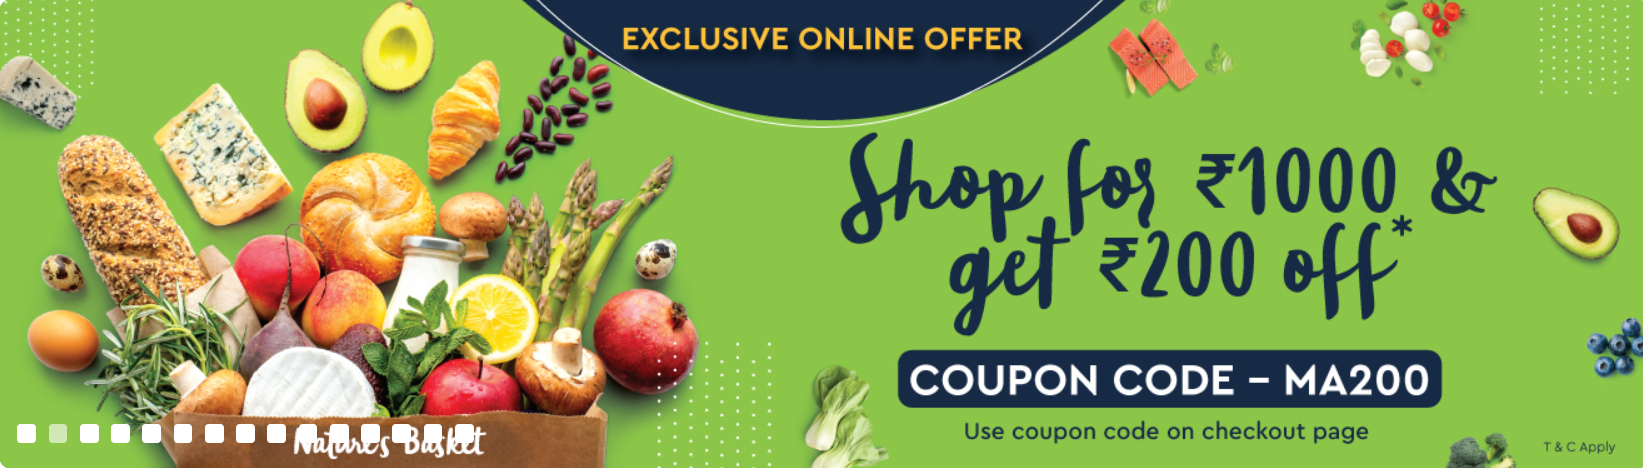 EXCLUSIVE ONLINE OFFER
Shop for ₹1000 &
get ₹200 off*
COUPON CODE – MA200
Use coupon code on checkout page
Nature's Basket
T & C Apply